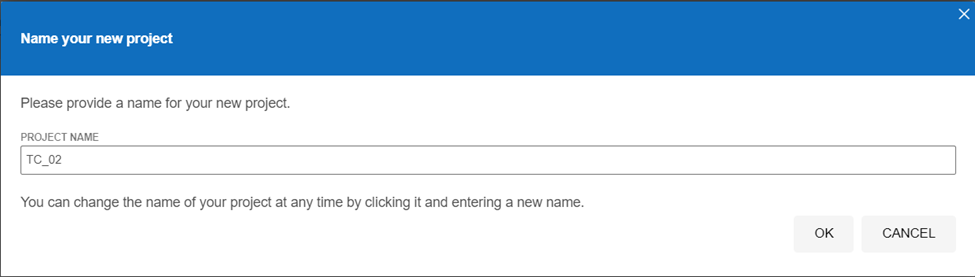 Name your new project
Please provide a name for your new project.
PROJECT NAME
TC_02
You can change the name of your project at any time by clicking it and entering a new name.
OK CANCEL